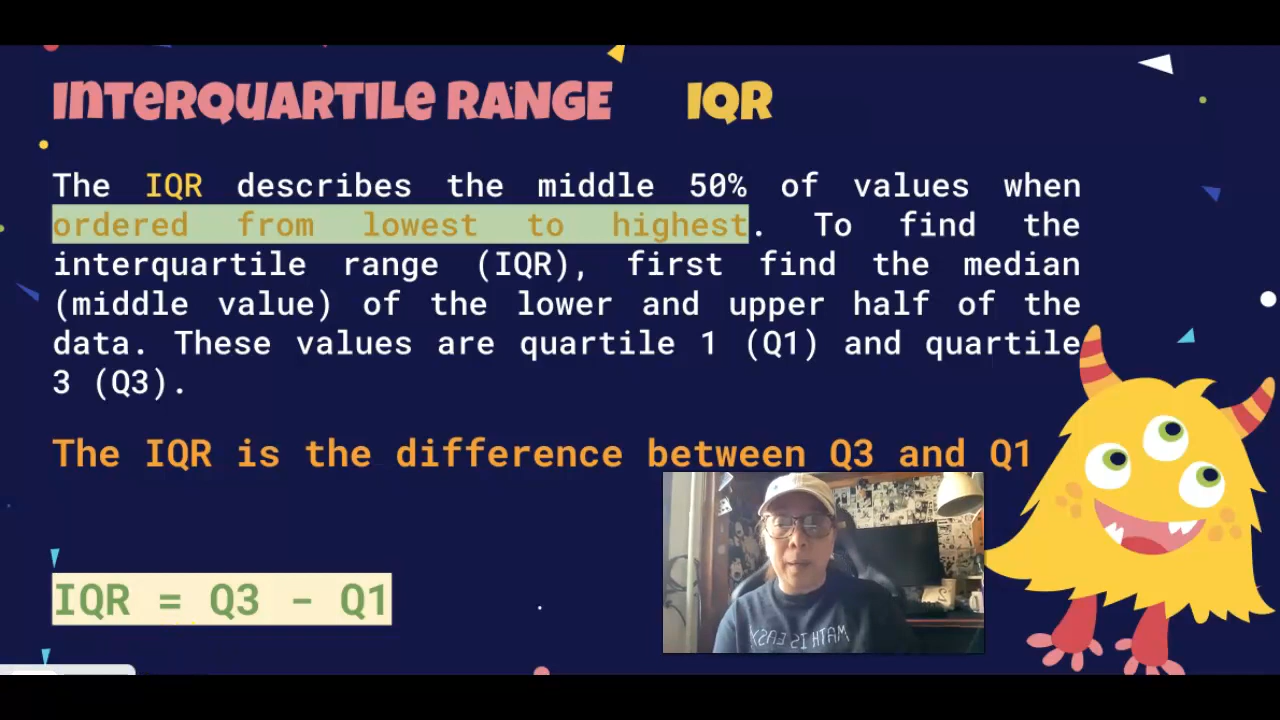 INTERQUARTILE RANGE IQR
The IQR describes the middle 50% of values when
ordered from lowest to highest. To find the
interquartile range (IQR), first find the median
(middle value) of the lower and upper half of the
data. These values are quartile 1 (Q1) and quartile
3 (Q3).
The IQR is the difference between Q3 and Q1
MATH IS EASY
IQR = Q3 - Q1